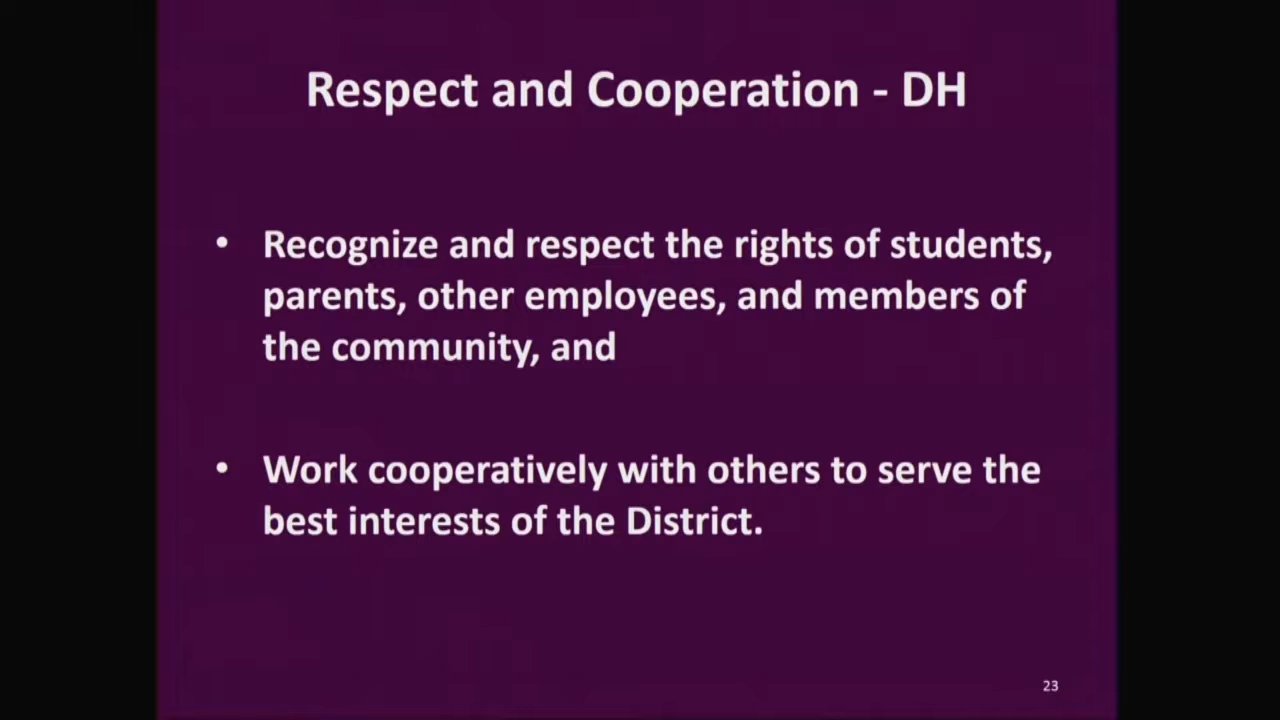 Respect and Cooperation - DH
• Recognize and respect the rights of students,
parents, other employees, and members of
the community, and
• Work cooperatively with others to serve the
best interests of the District.
23